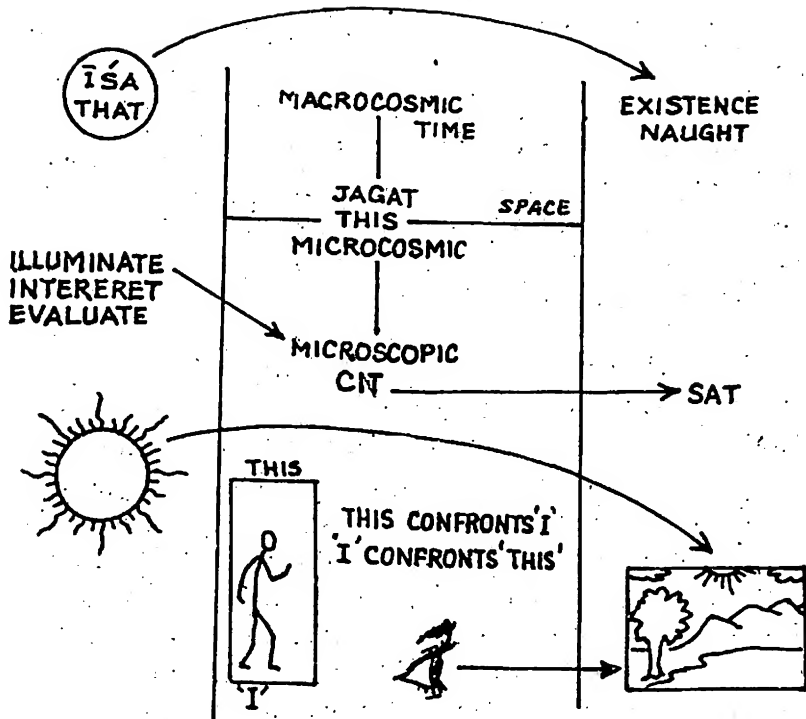 ĪŚA
THAT
MACROCOSMIC
TIME
EXISTENCE
NAUGHT
JAGAT
THIS
SPACE
MICROCOSMIC
ILLUMINATE
INTERERET
EVALUATE
MICROSCOPIC
CIT
SAT
THIS
THIS CONFRONTS 'I'
'I' CONFRONTS 'THIS'
'I'